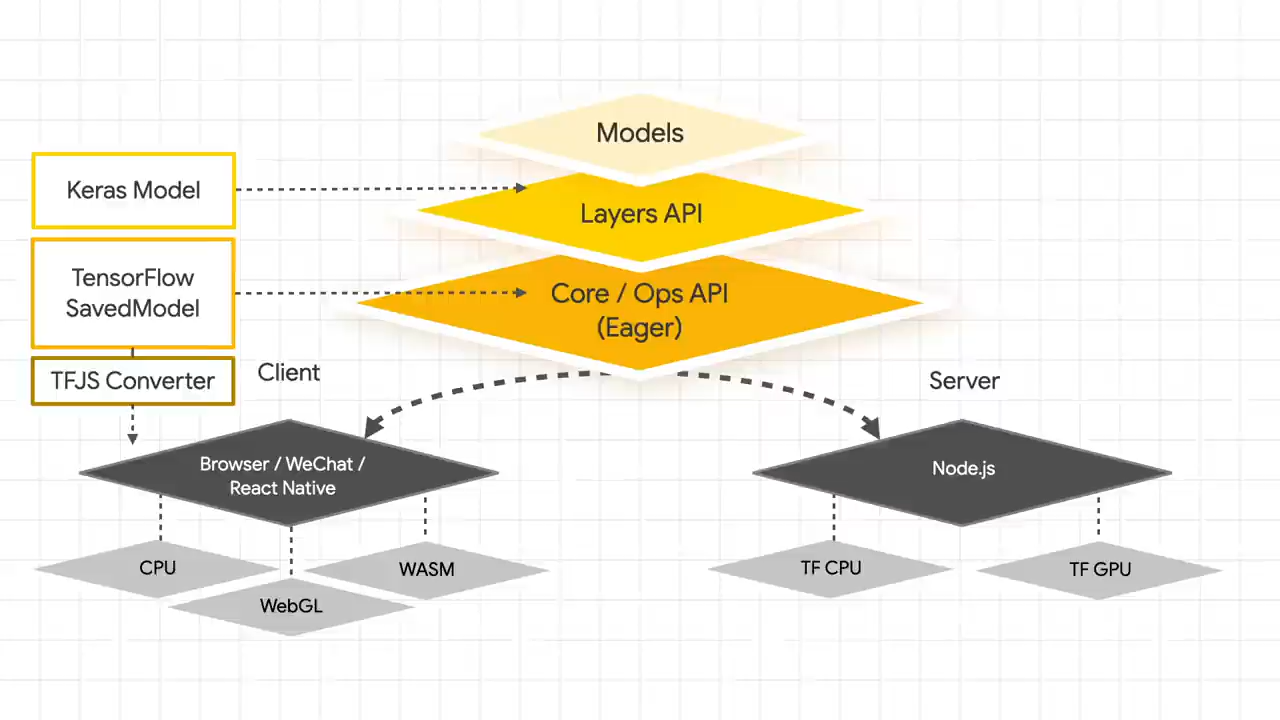 Models
Keras Model
Layers API
TensorFlow
SavedModel
Core / Ops API
(Eager)
TFJS Converter
Client
Server
Browser / WeChat /
React Native
Node.js
CPU
WebGL
WASM
TF CPU
TF GPU